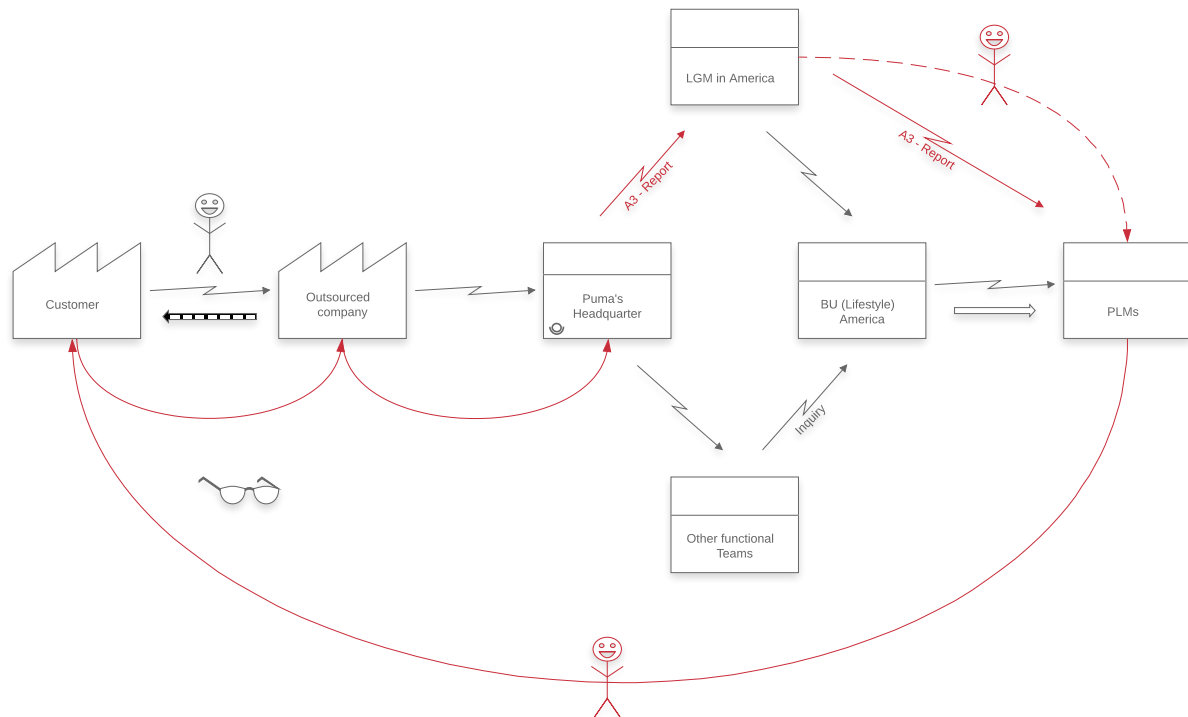 LGM in America
A3 - Report
A3 - Report
Customer
Outsourced
company
Puma's
Headquarter
BU (Lifestyle)
America
PLMs
Inquiry
Other functional
Teams